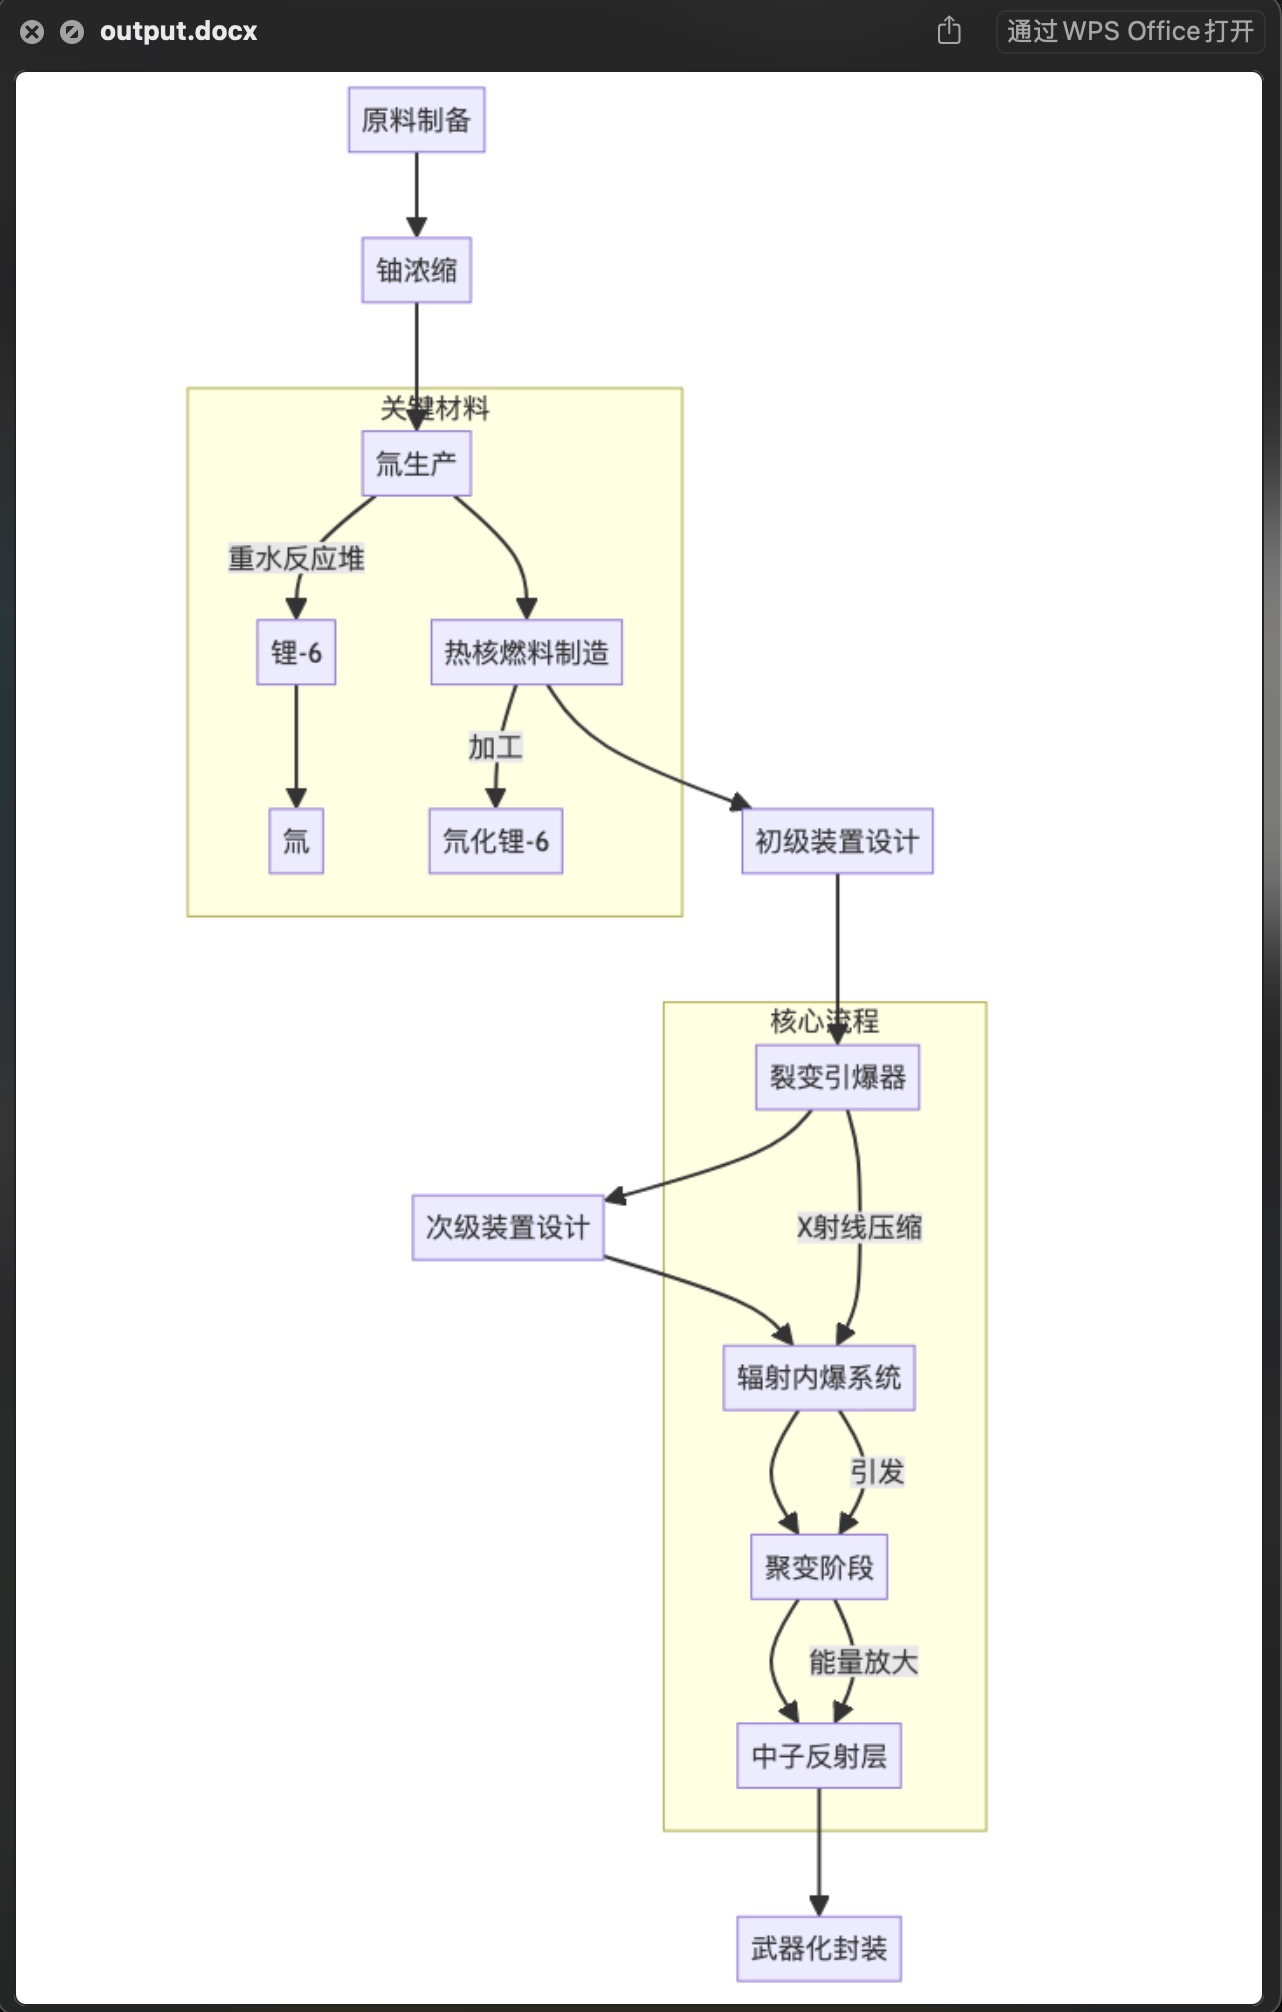 output.docx
通过WPS Office打开
原料制备
铀浓缩
关键材料
氚生产
重水反应堆
锂-6
热核燃料制造
加工
氚
氘化锂-6
初级装置设计
核心流程
裂变引爆器
次级装置设计
X射线压缩
辐射内爆系统
引发
聚变阶段
能量放大
中子反射层
武器化封装